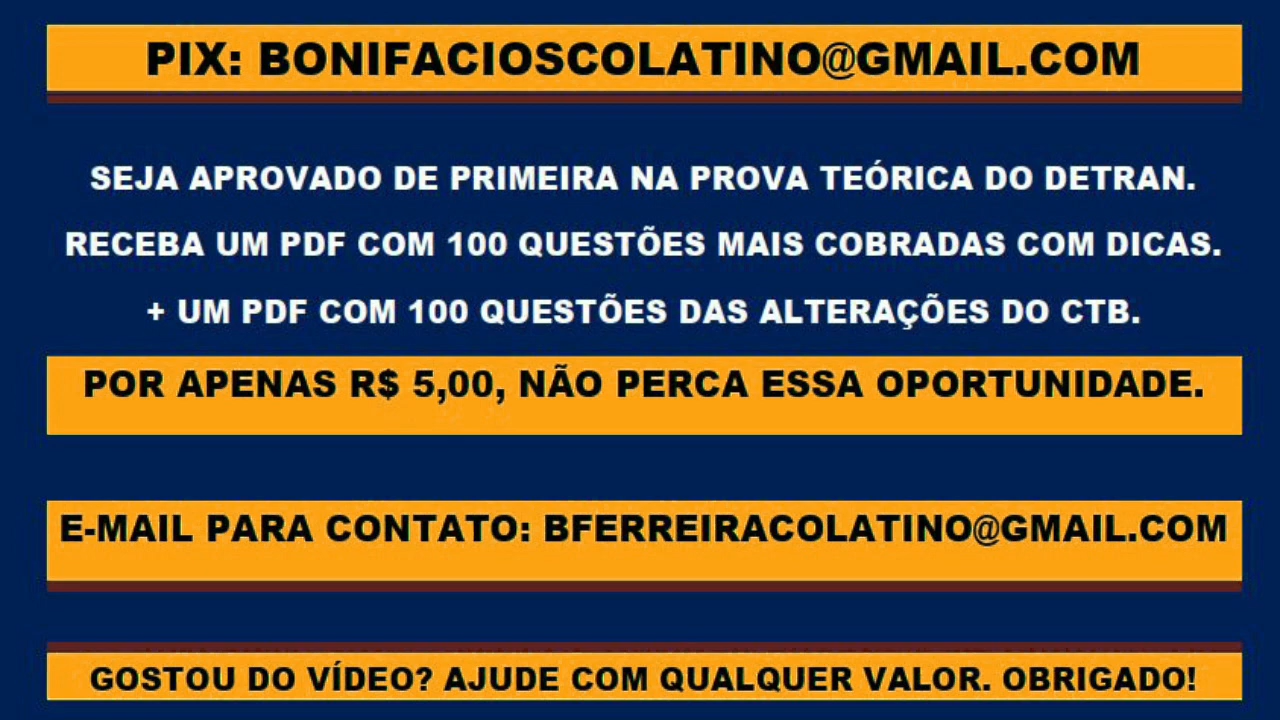 PIX: BONIFACIOSCOLATINO@GMAIL.COM
SEJA APROVADO DE PRIMEIRA NA PROVA TEÓRICA DO DETRAN.
RECEBA UM PDF COM 100 QUESTÕES MAIS COBRADAS COM DICAS.
+ UM PDF COM 100 QUESTÕES DAS ALTERAÇÕES DO CTB.
POR APENAS R$ 5,00, NÃO PERCA ESSA OPORTUNIDADE.
E-MAIL PARA CONTATO: BFERREIRACOLATINO@GMAIL.COM
GOSTOU DO VÍDEO? AJUDE COM QUALQUER VALOR. OBRIGADO!